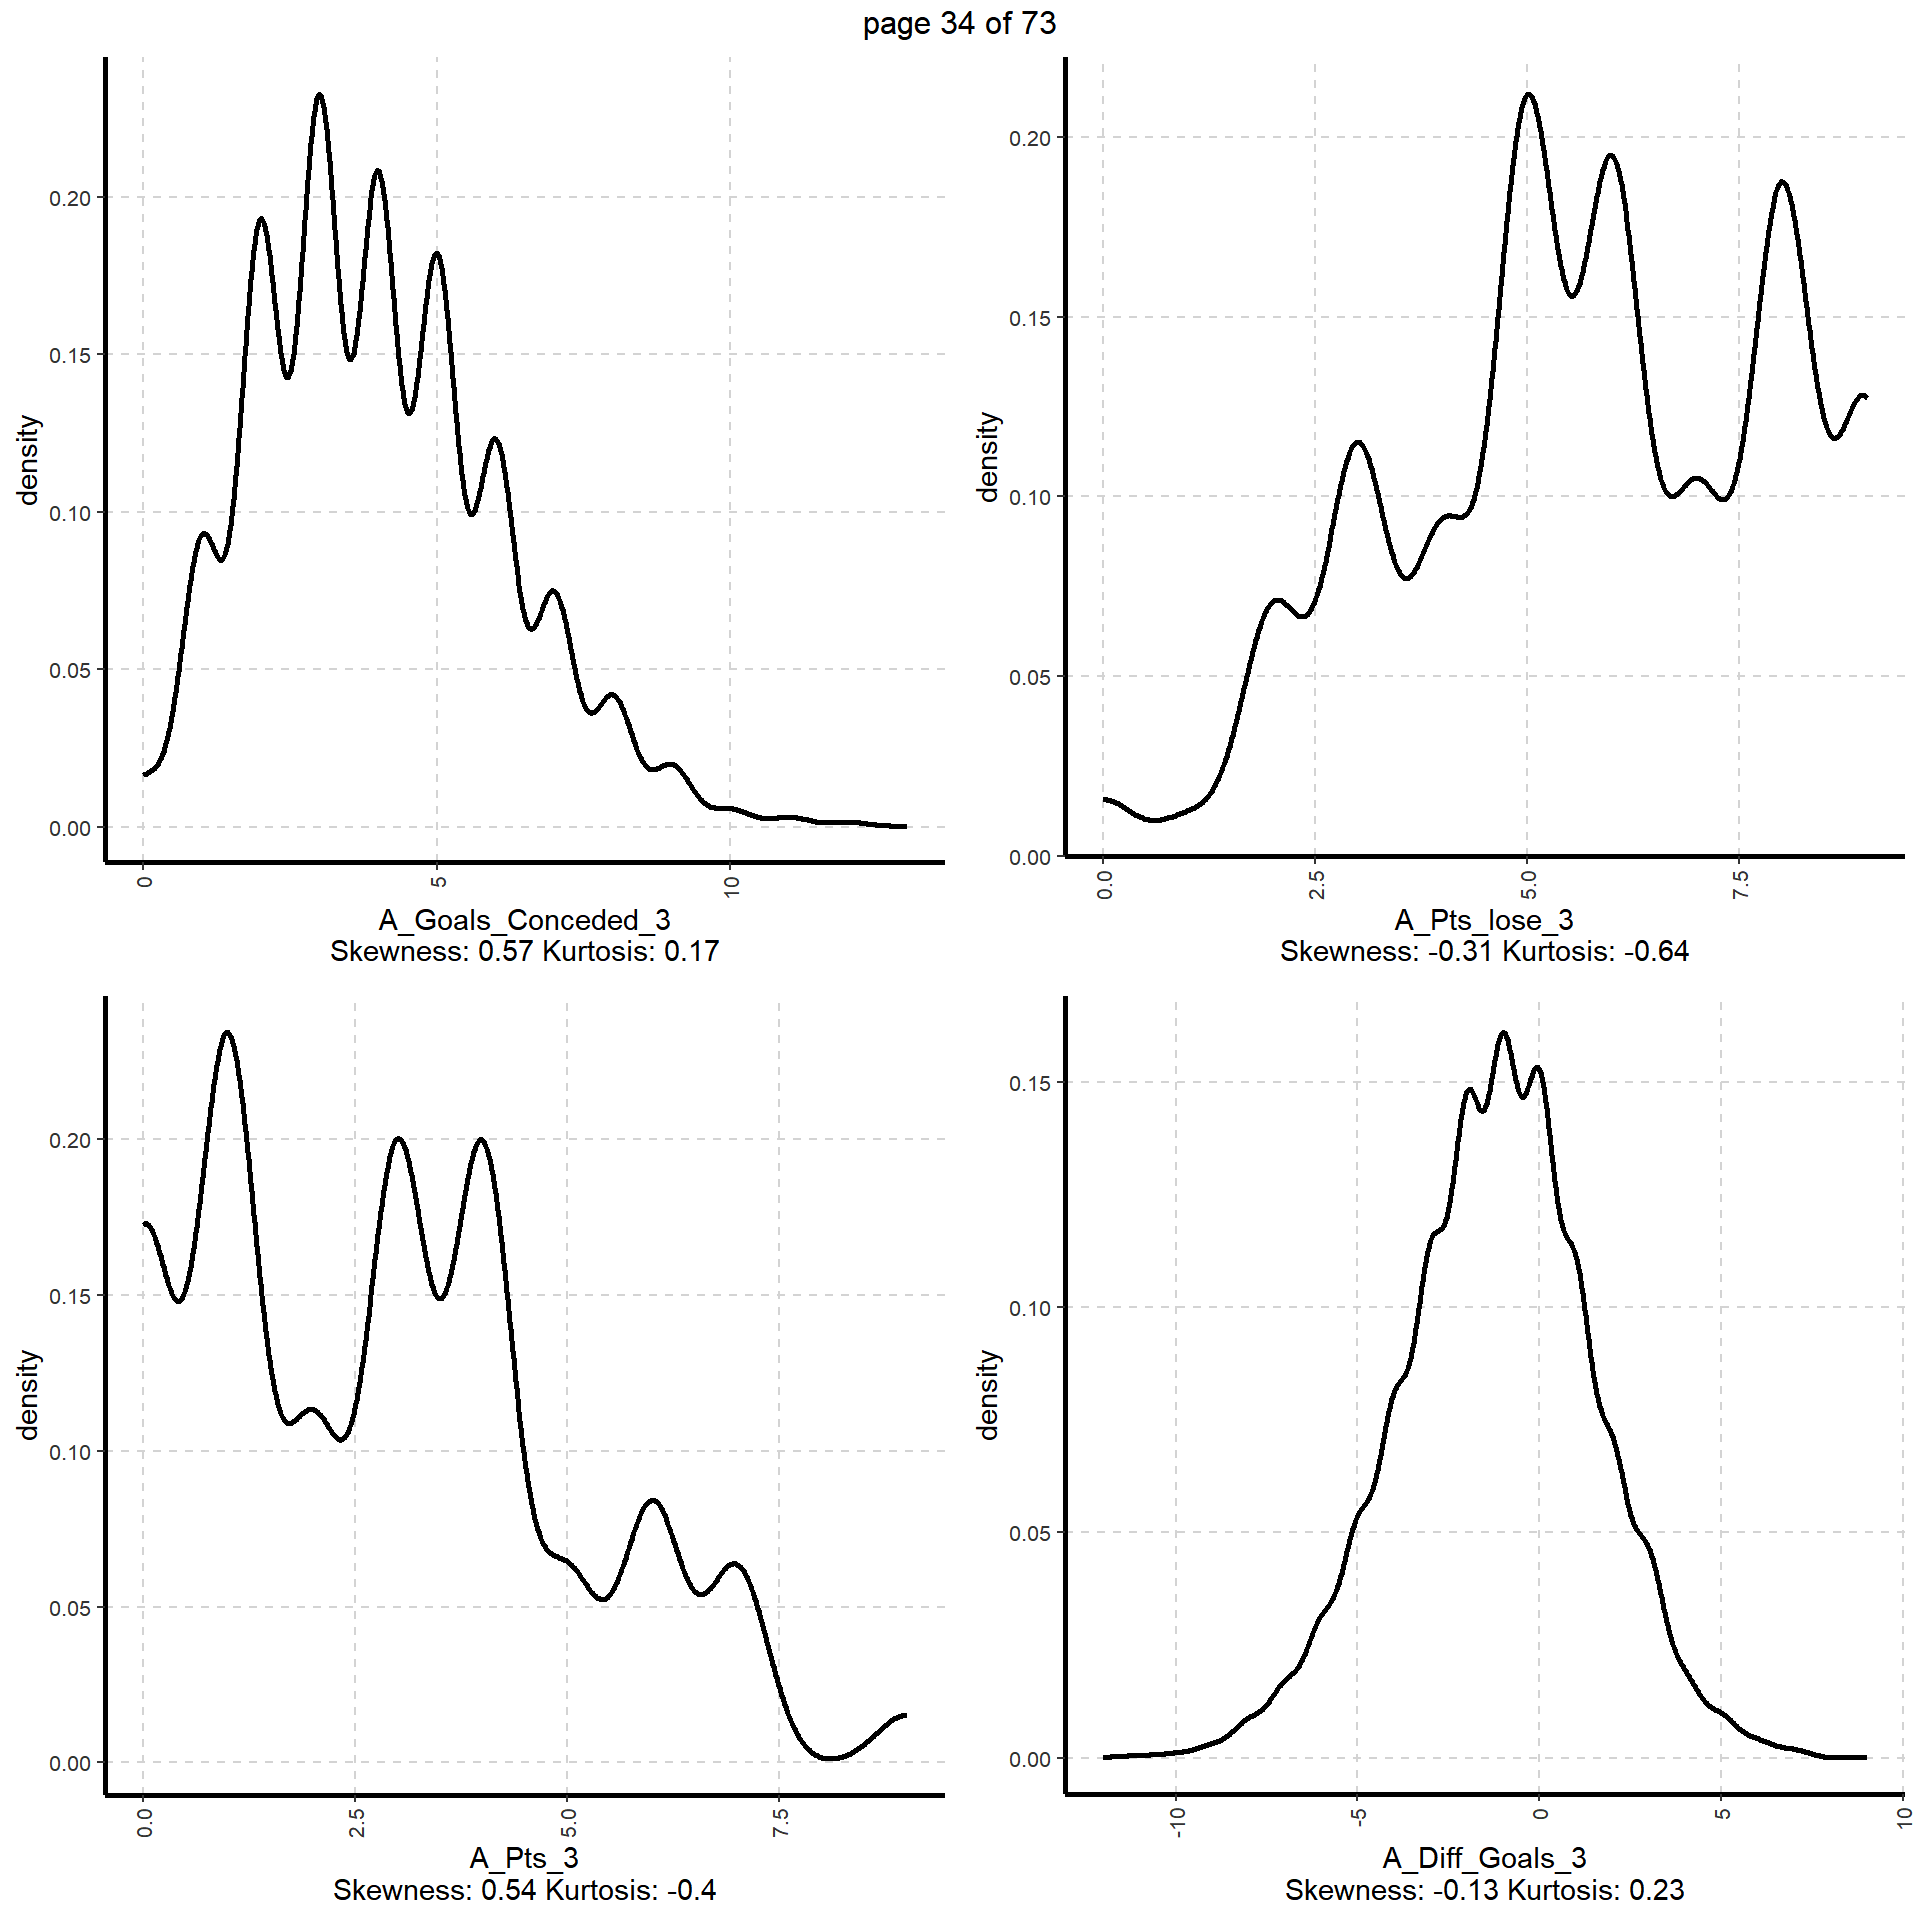 page 34 of 73
density
0.20
0.15
0.10
0.05
0.00
0
5
10
A_Goals_Conceded_3
Skewness: 0.57 Kurtosis: 0.17
density
0.20
0.15
0.10
0.05
0.00
0.0
2.5
5.0
7.5
A_Pts_lose_3
Skewness: -0.31 Kurtosis: -0.64
density
0.20
0.15
0.10
0.05
0.00
0.0
2.5
5.0
7.5
A_Pts_3
Skewness: 0.54 Kurtosis: -0.4
density
0.15
0.10
0.05
0.00
-10
-5
0
5
10
A_Diff_Goals_3
Skewness: -0.13 Kurtosis: 0.23